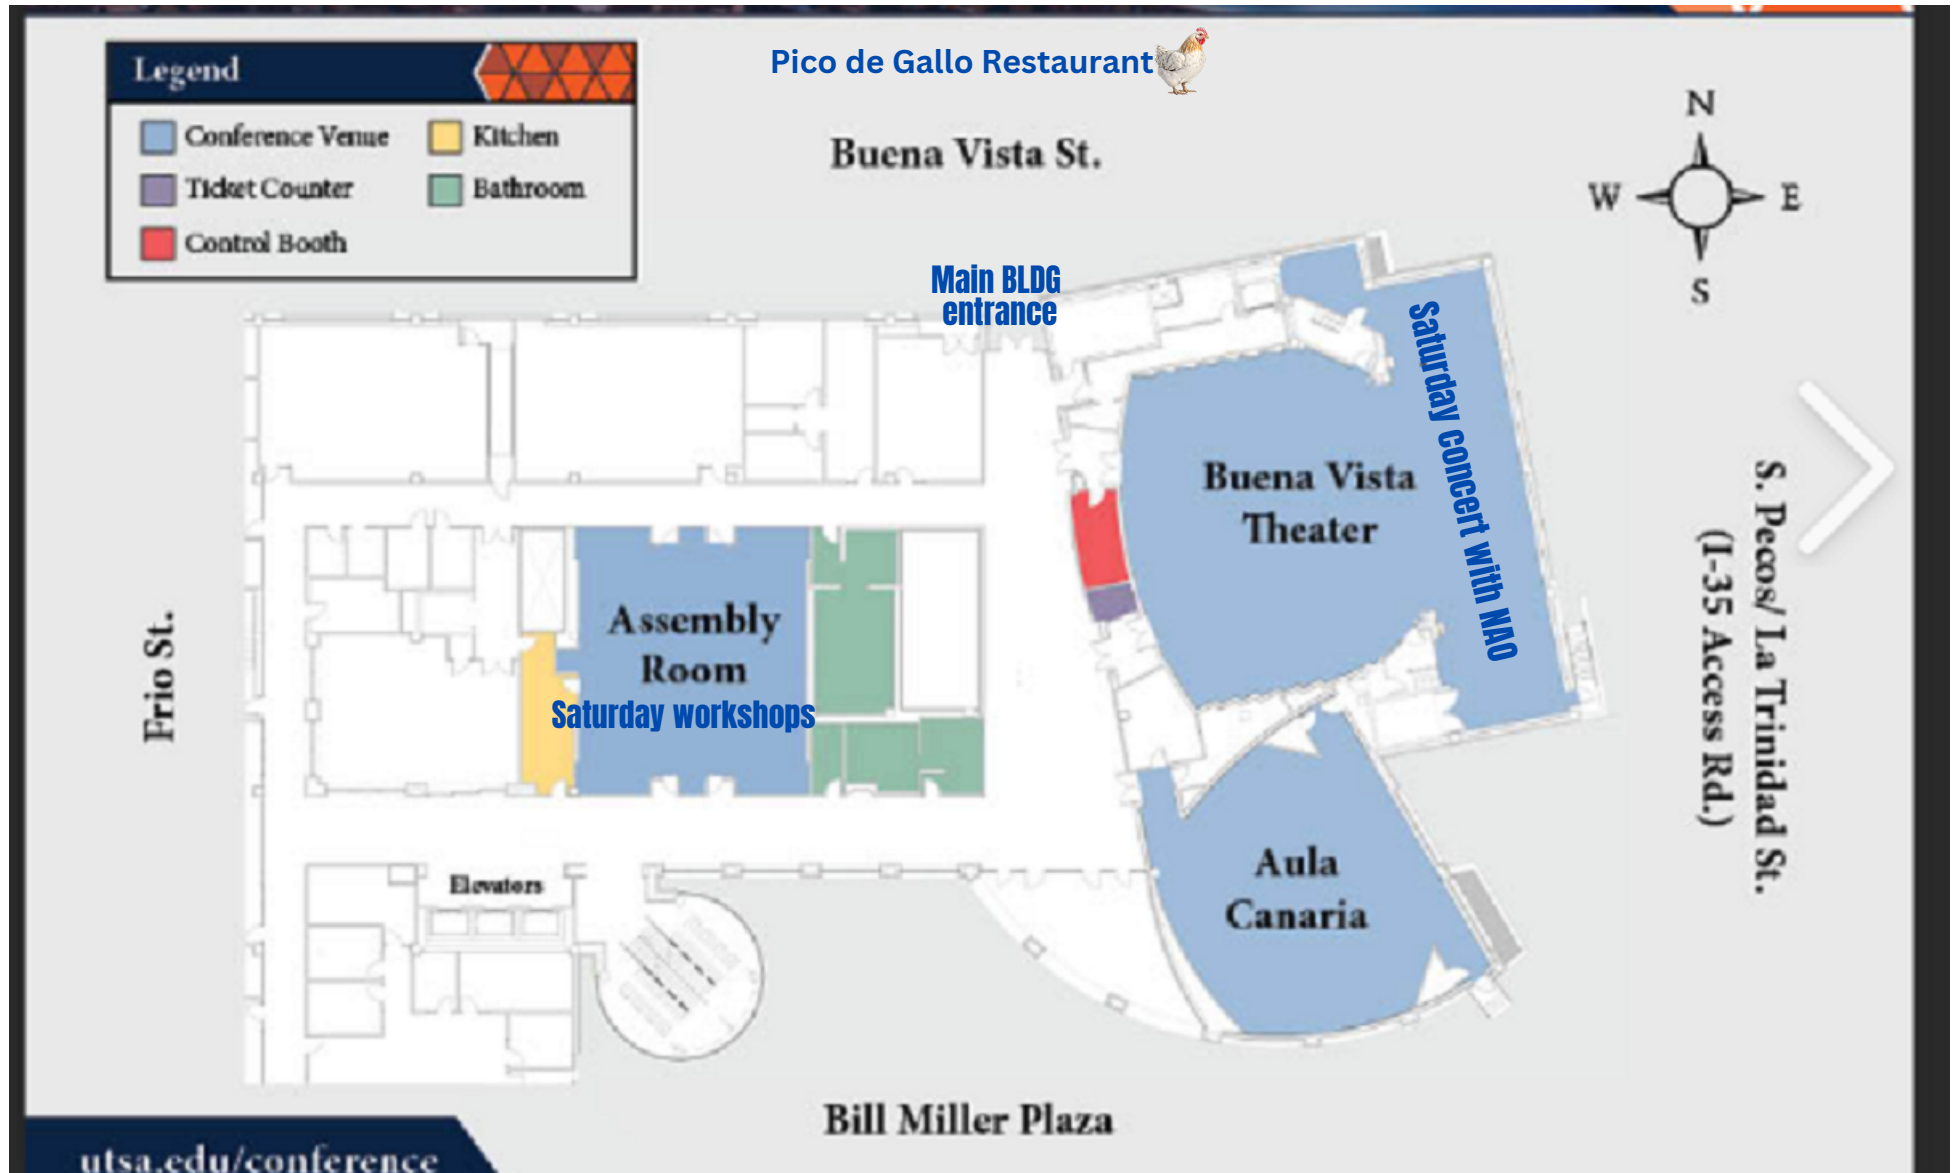 Pico de Gallo Restaurant
Legend
Conference Venue
Kitchen
Ticket Counter
Bathroom
Control Booth
Buena Vista St.
N
W
E
S
Main BLDG
entrance
Saturday concert with NAO
Buena Vista
Theater
Assembly
Room
Saturday workshops
Frio St.
S. Pecos/ La Trinidad St.
(I-35 Access Rd.)
Elevators
Aula
Canaria
Bill Miller Plaza
utsa.edu/conference